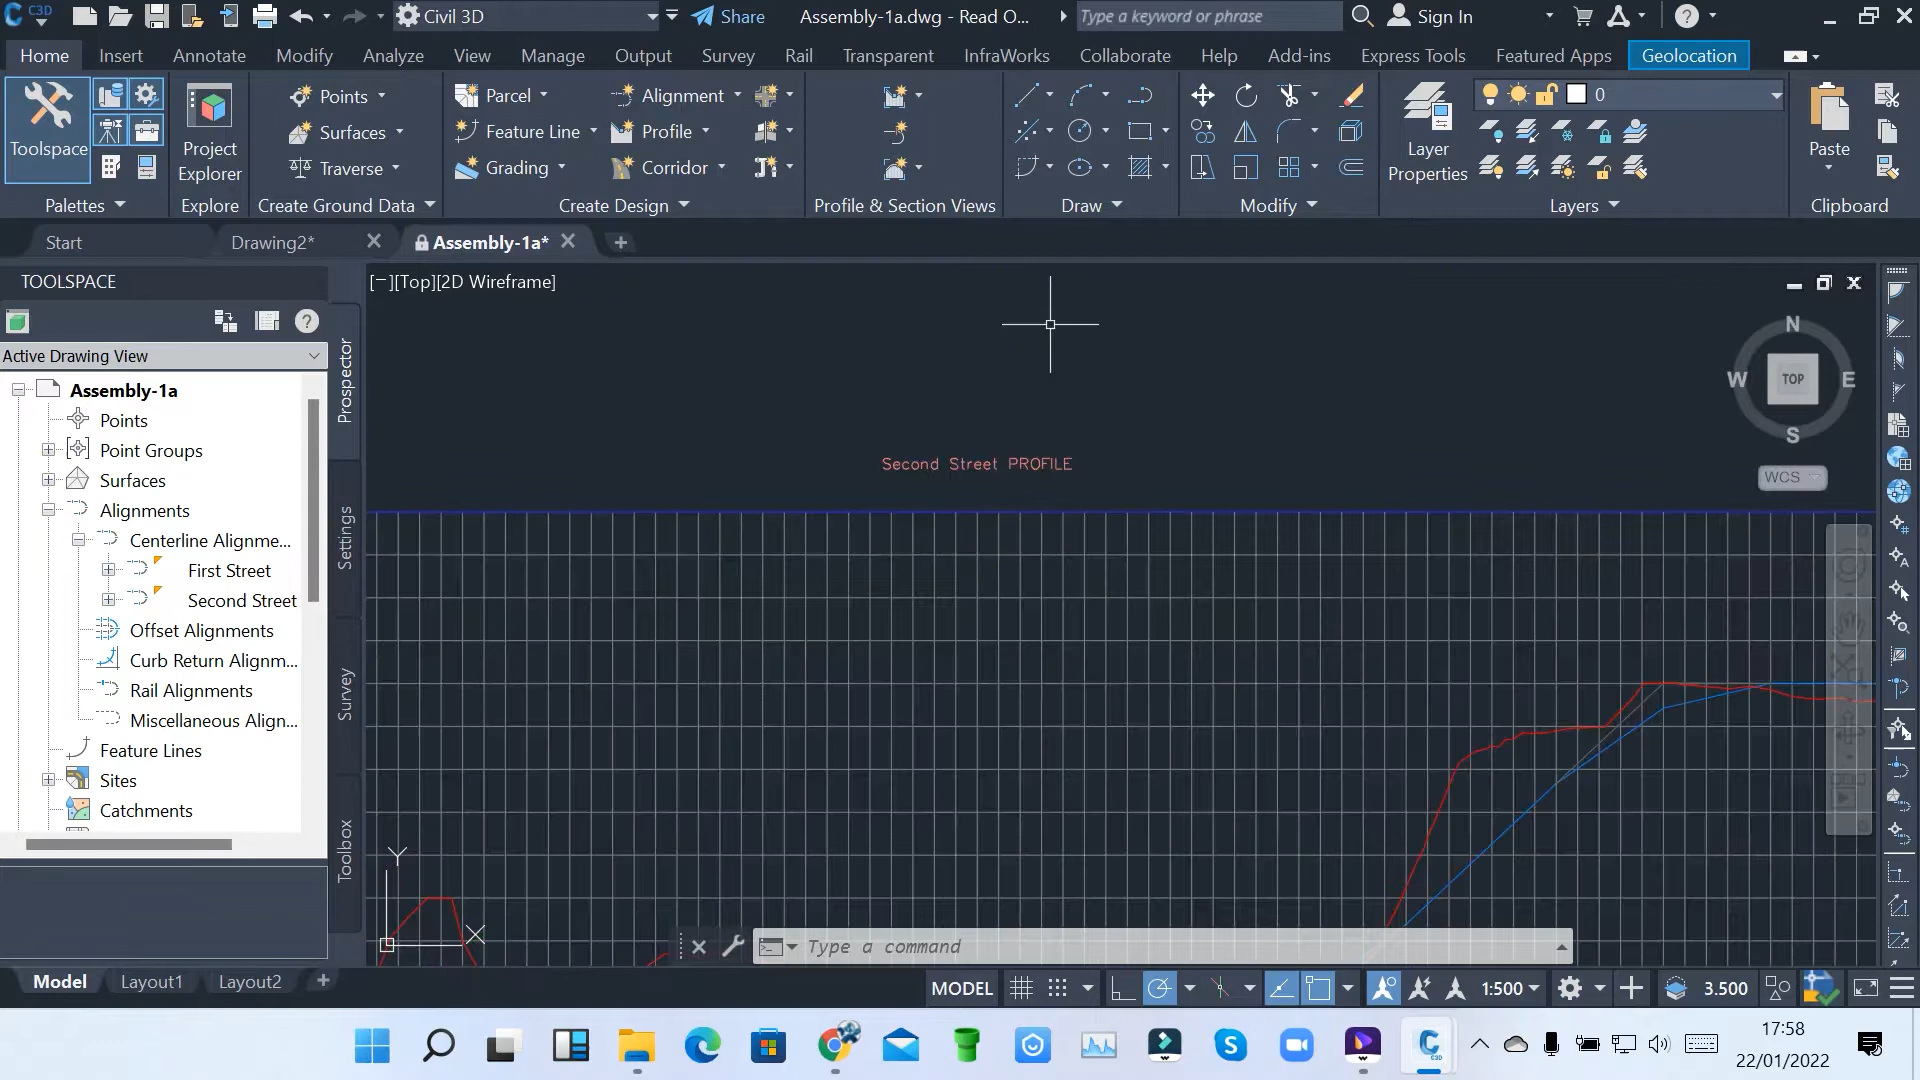 C3D
Civil 3D
Share
Assembly-1a.dwg - Read O...
Type a keyword or phrase
Sign In
Home
Insert
Annotate
Modify
Analyze
View
Manage
Output
Survey
Rail
Transparent
InfraWorks
Collaborate
Help
Add-ins
Express Tools
Featured Apps
Geolocation
Toolspace
Palettes
Project
Explorer
Explore
Points
Surfaces
Traverse
Create Ground Data
Parcel
Feature Line
Grading
Alignment
Profile
Corridor
Create Design
Profile & Section Views
Draw
Modify
Layer
Properties
0
Layers
Paste
Clipboard
Start
Drawing2*
Assembly-1a*
TOOLSPACE
Active Drawing View
Assembly-1a
Points
Point Groups
Surfaces
Alignments
Centerline Alignme...
First Street
Second Street
Offset Alignments
Curb Return Alignm...
Rail Alignments
Miscellaneous Align...
Feature Lines
Sites
Catchments
Prospector
Settings
Survey
Toolbox
[−][Top][2D Wireframe]
Second Street PROFILE
N
W
TOP
E
S
WCS
Y
X
Type a command
Model
Layout1
Layout2
MODEL
1:500
3.500
17:58
22/01/2022